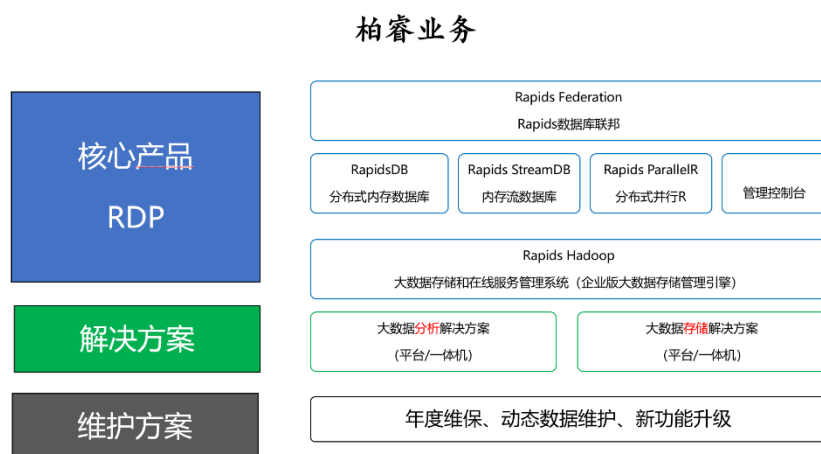 柏睿业务
核心产品
RDP
Rapids Federation
Rapids数据库联邦
RapidsDB
分布式内存数据库
Rapids StreamDB
内存流数据库
Rapids ParallelR
分布式并行R
管理控制台
Rapids Hadoop
大数据存储和在线服务管理系统（企业版大数据存储管理引擎）
解决方案
大数据分析解决方案
(平台/一体机)
大数据存储解决方案
(平台/一体机)
维护方案
年度维保、动态数据维护、新功能升级